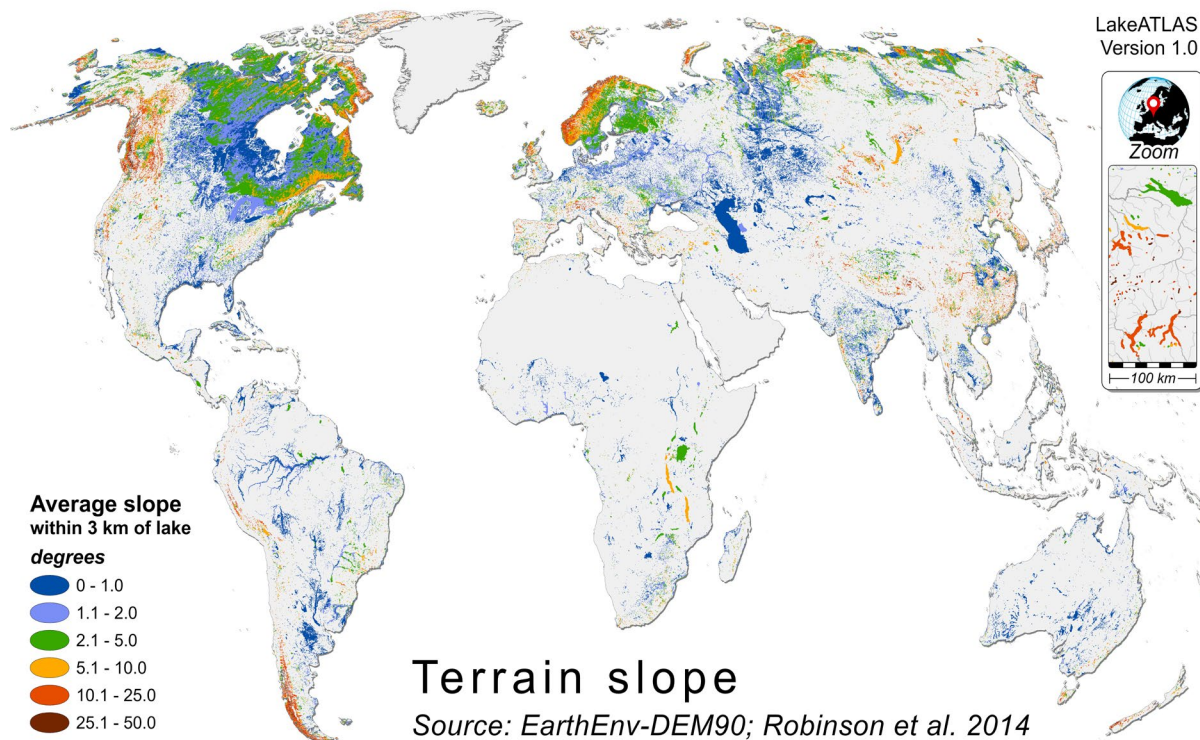 LakeATLAS
Version 1.0
Zoom
100 km
Average slope
within 3 km of lake
degrees
0 - 1.0
1.1 - 2.0
2.1 - 5.0
5.1 - 10.0
10.1 - 25.0
25.1 - 50.0
Terrain slope
Source: EarthEnv-DEM90; Robinson et al. 2014